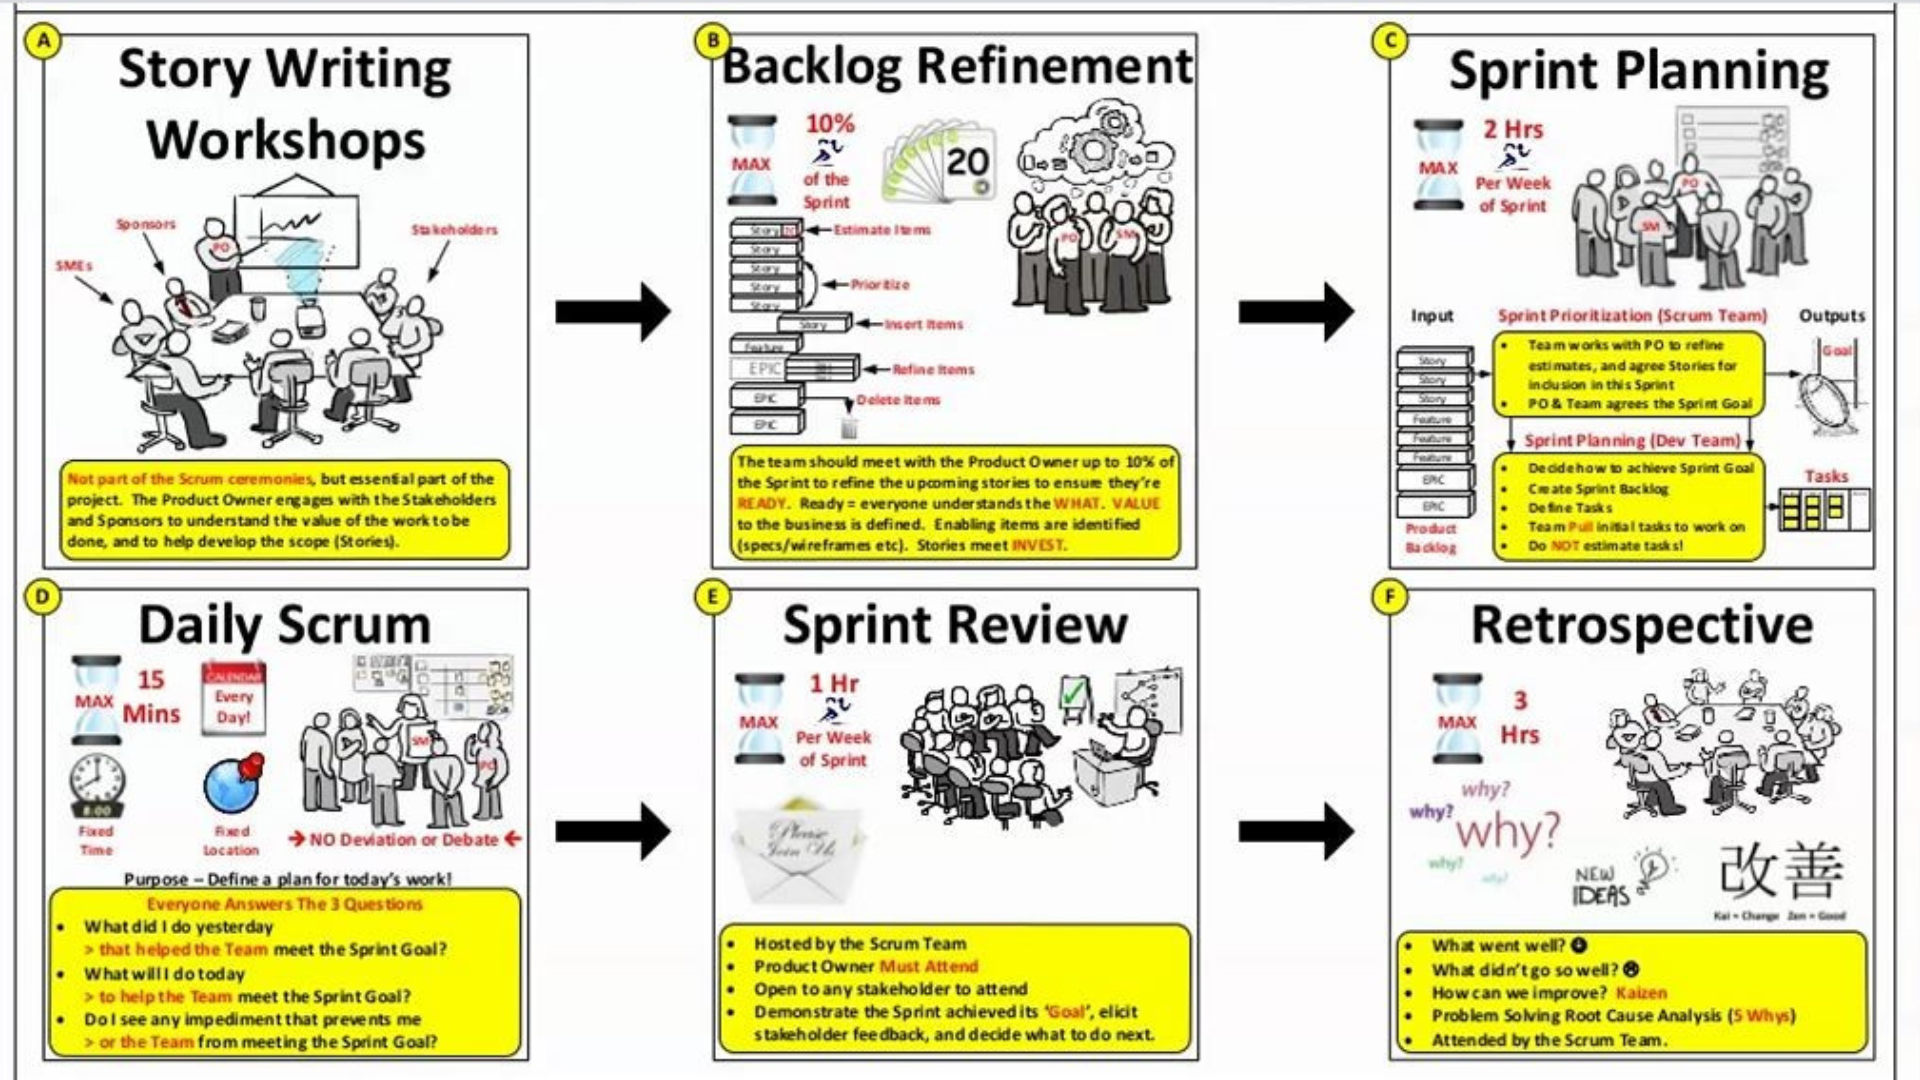 A
Story Writing
Workshops
Sponsors
Stakeholders
SMEs
PO
Not part of the Scrum ceremonies, but essential part of the
project. The Product Owner engages with the Stakeholders
and Sponsors to understand the value of the work to be
done, and to help develop the scope (Stories).
B
Backlog Refinement
MAX
10%
of the
Sprint
20
PO
SM
Story
Estimate Items
Story
Story
Story
Prioritize
Story
Story
Insert Items
Feature
EPIC
Refine Items
EPIC
Delete Items
EPIC
The team should meet with the Product Owner up to 10% of
the Sprint to refine the upcoming stories to ensure they're
READY. Ready = everyone understands the WHAT. VALUE
to the business is defined. Enabling items are identified
(specs/wireframes etc). Stories meet INVEST.
C
Sprint Planning
MAX
2 Hrs
Per Week
of Sprint
PO
SM
Input
Sprint Prioritization (Scrum Team)
Outputs
Story
Story
Story
Feature
Feature
Feature
EPIC
EPIC
Product
Backlog
• Team works with PO to refine
estimates, and agree Stories for
inclusion in this Sprint
• PO & Team agrees the Sprint Goal
Goal
Sprint Planning (Dev Team)
• Decide how to achieve Sprint Goal
• Create Sprint Backlog
• Define Tasks
• Team Pull initial tasks to work on
• Do NOT estimate tasks!
Tasks
D
Daily Scrum
MAX
15
Mins
CALENDAR
Every
Day!
8:00
Fixed
Time
Fixed
Location
SM
PO
→ NO Deviation or Debate ←
Purpose – Define a plan for today's work!
Everyone Answers The 3 Questions
• What did I do yesterday
> that helped the Team meet the Sprint Goal?
• What will I do today
> to help the Team meet the Sprint Goal?
• Do I see any impediment that prevents me
> or the Team from meeting the Sprint Goal?
E
Sprint Review
MAX
1 Hr
Per Week
of Sprint
Please
Join Us
• Hosted by the Scrum Team
• Product Owner Must Attend
• Open to any stakeholder to attend
• Demonstrate the Sprint achieved its 'Goal', elicit
stakeholder feedback, and decide what to do next.
F
Retrospective
MAX
3
Hrs
why?
why?
why?
why?
why?
NEW
IDEAS
改善
Kai = Change Zen = Good
• What went well?
• What didn't go so well? ☹
• How can we improve? Kaizen
• Problem Solving Root Cause Analysis (5 Whys)
• Attended by the Scrum Team.